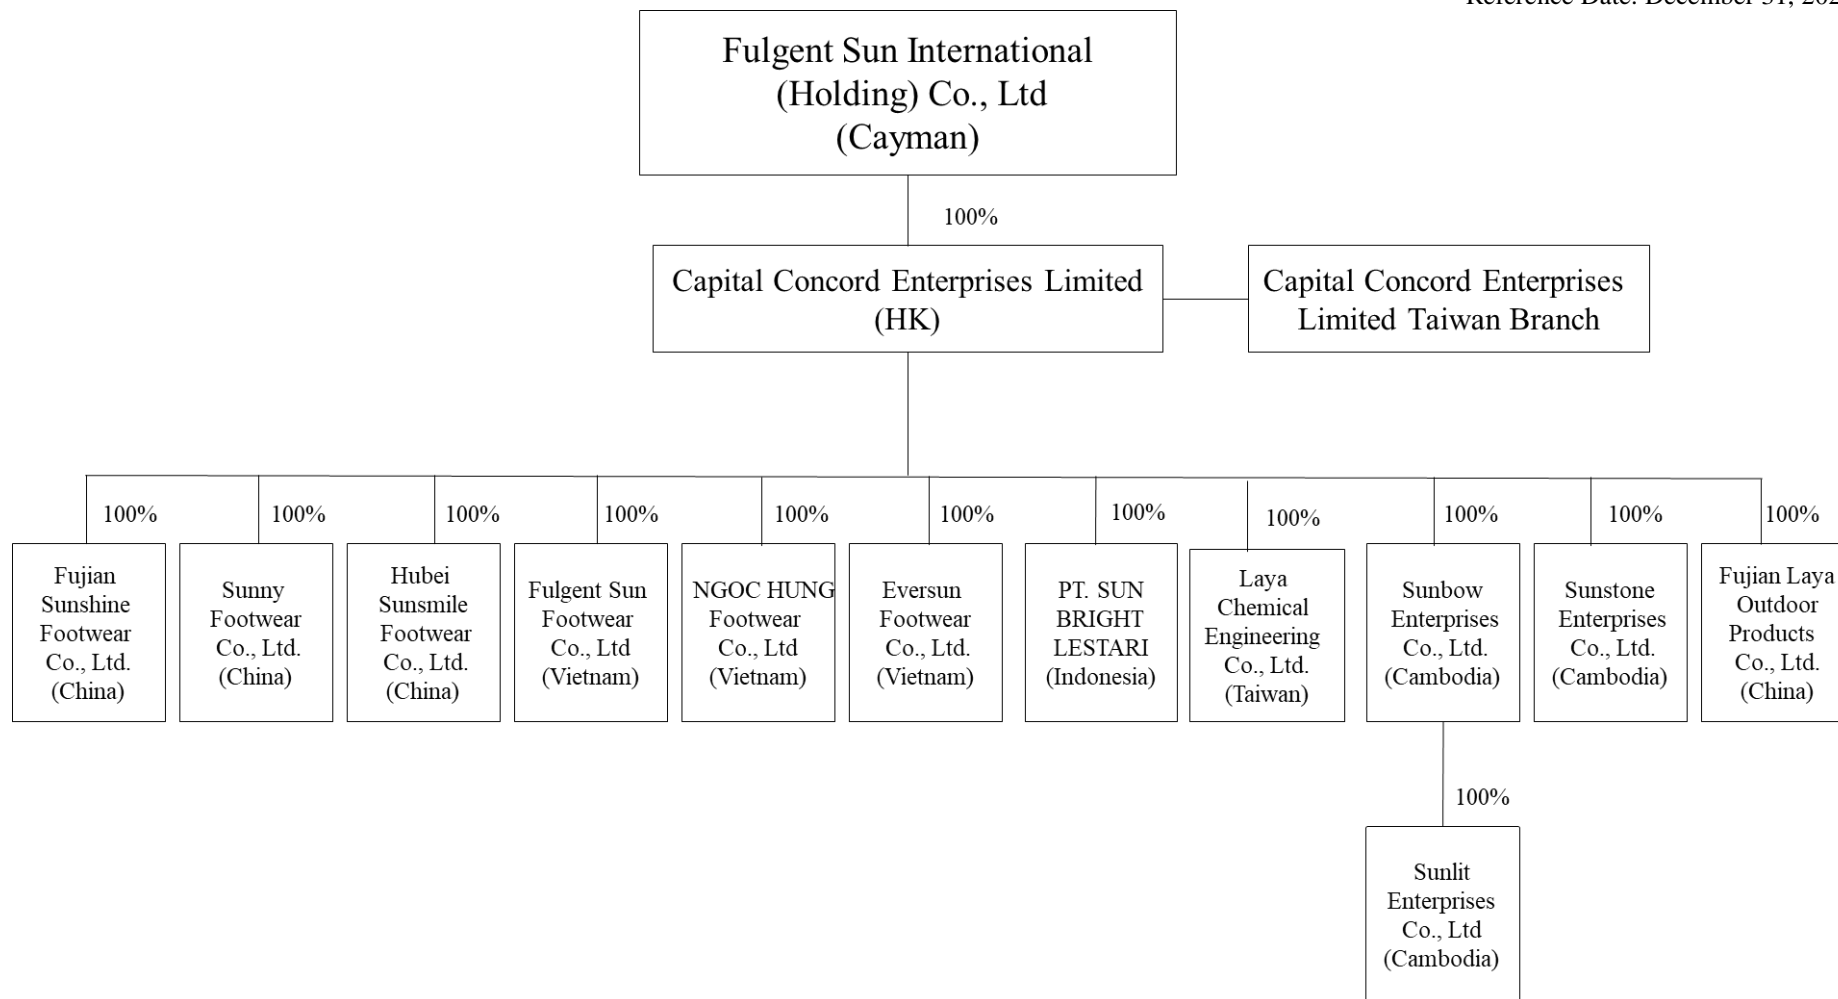 Reference Date: December 31,
Fulgent Sun International
(Holding) Co., Ltd
(Cayman)
100%
Capital Concord Enterprises Limited
(HK)
Capital Concord Enterprises
Limited Taiwan Branch
100%
100%
100%
100%
100%
100%
100%
100%
100%
100%
100%
Fujian
Sunshine
Footwear
Co., Ltd.
(China)
Sunny
Footwear
Co., Ltd.
(China)
Hubei
Sunsmile
Footwear
Co., Ltd.
(China)
Fulgent Sun
Footwear
Co., Ltd
(Vietnam)
NGOC HUNG
Footwear
Co., Ltd
(Vietnam)
Eversun
Footwear
Co., Ltd.
(Vietnam)
PT. SUN
BRIGHT
LESTARI
(Indonesia)
Laya
Chemical
Engineering
Co., Ltd.
(Taiwan)
Sunbow
Enterprises
Co., Ltd.
(Cambodia)
Sunstone
Enterprises
Co., Ltd.
(Cambodia)
Fujian Laya
Outdoor
Products
Co., Ltd.
(China)
100%
Sunlit
Enterprises
Co., Ltd
(Cambodia)